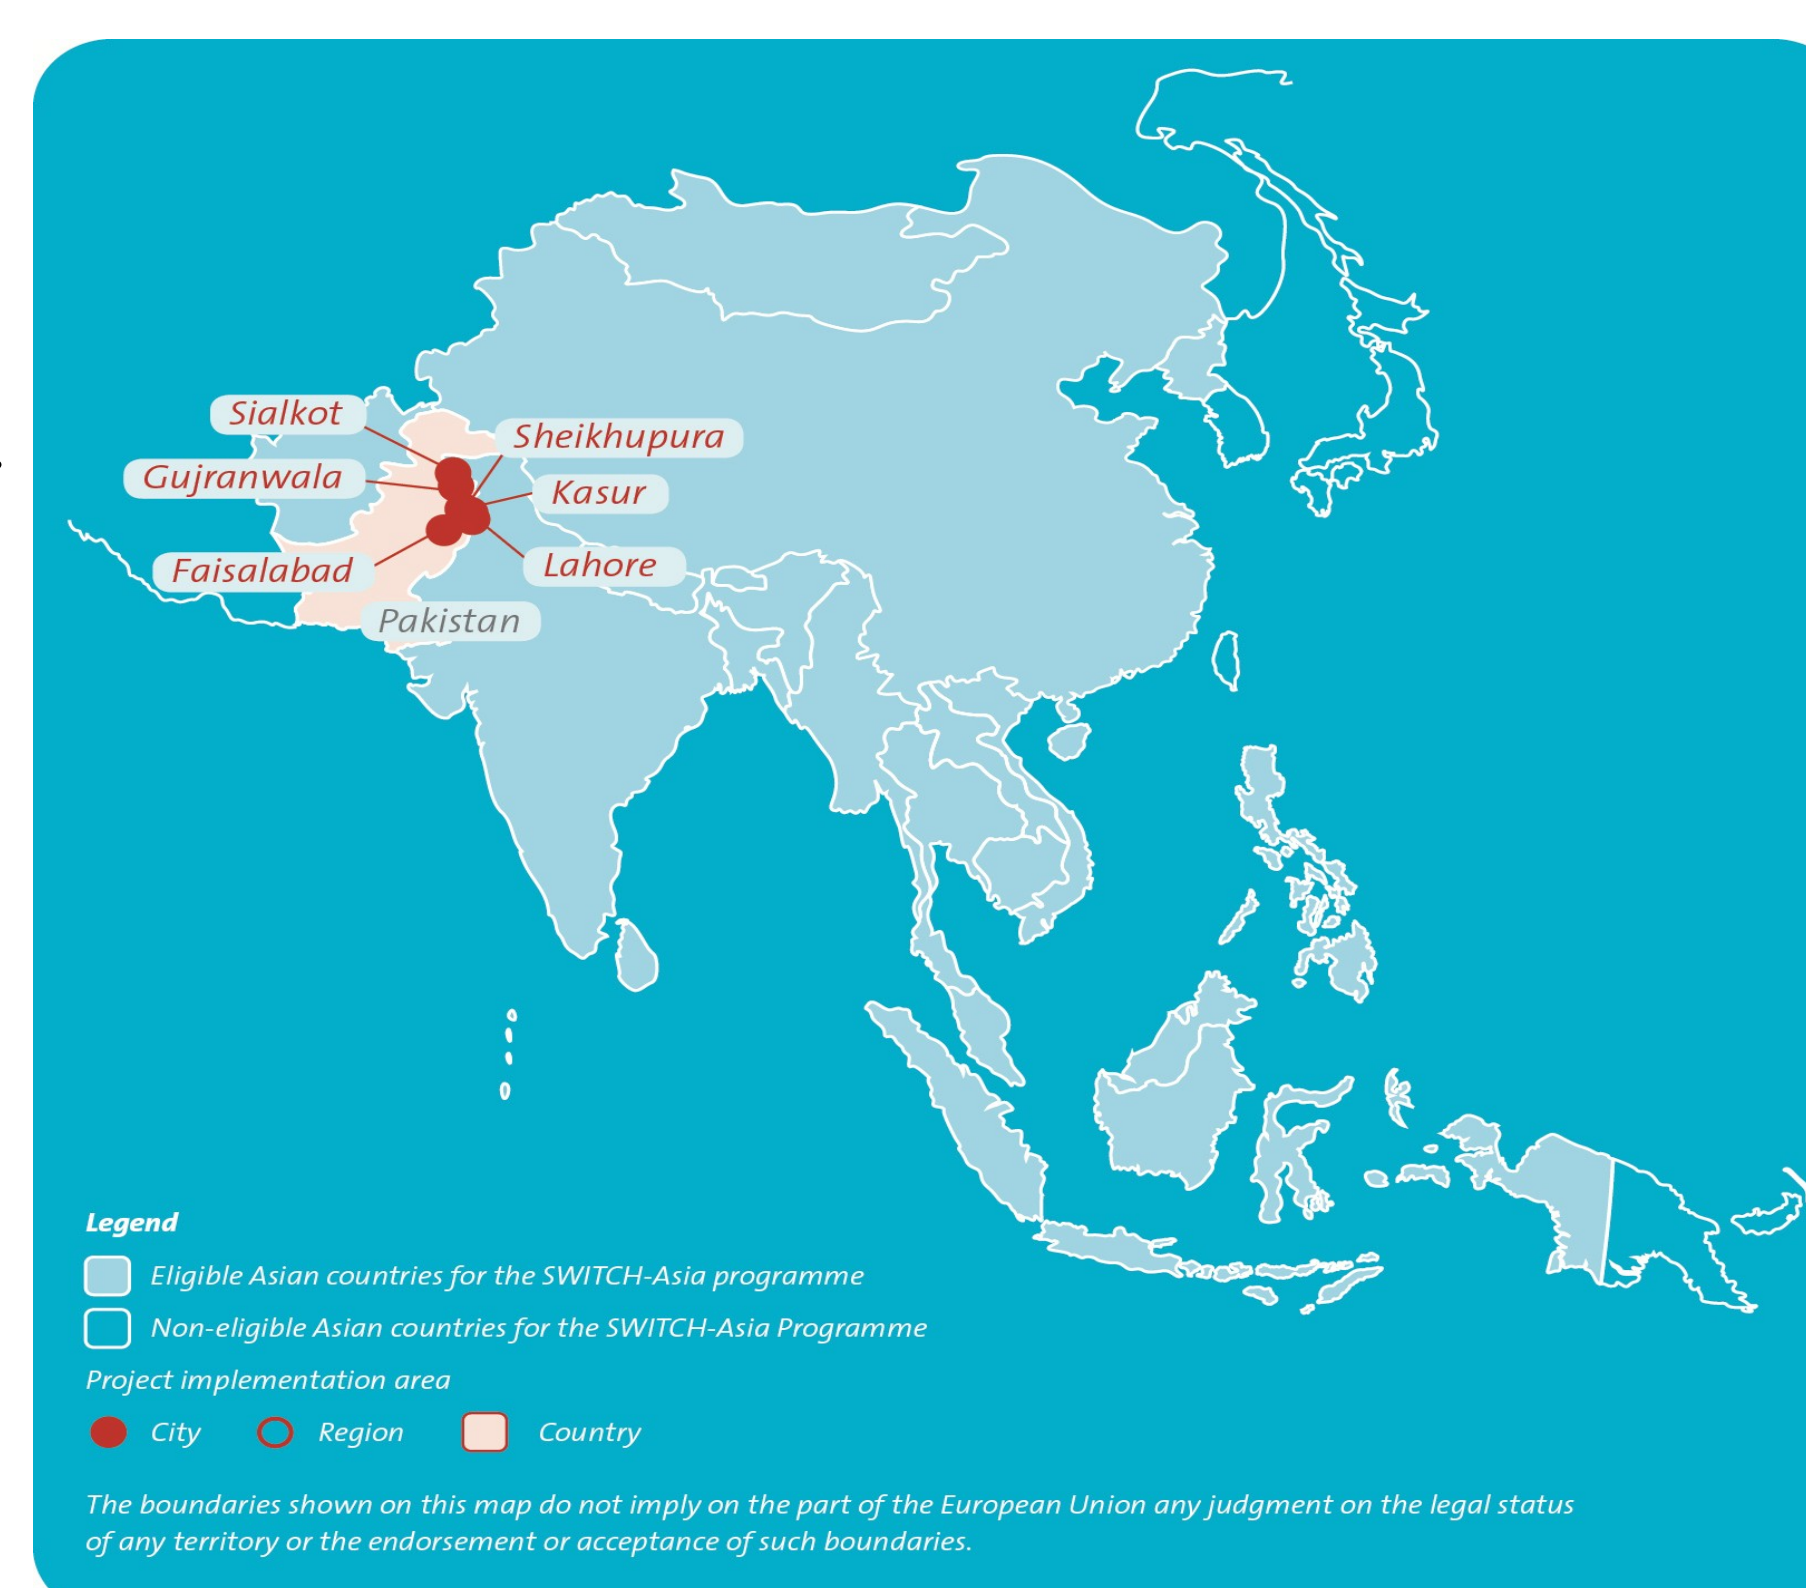 Sialkot
Sheikhupura
Gujranwala
Kasur
Faisalabad
Lahore
Pakistan
Legend
Eligible Asian countries for the SWITCH-Asia programme
Non-eligible Asian countries for the SWITCH-Asia Programme
Project implementation area
City Region Country
The boundaries shown on this map do not imply on the part of the European Union any judgment on the legal status
of any territory or the endorsement or acceptance of such boundaries.